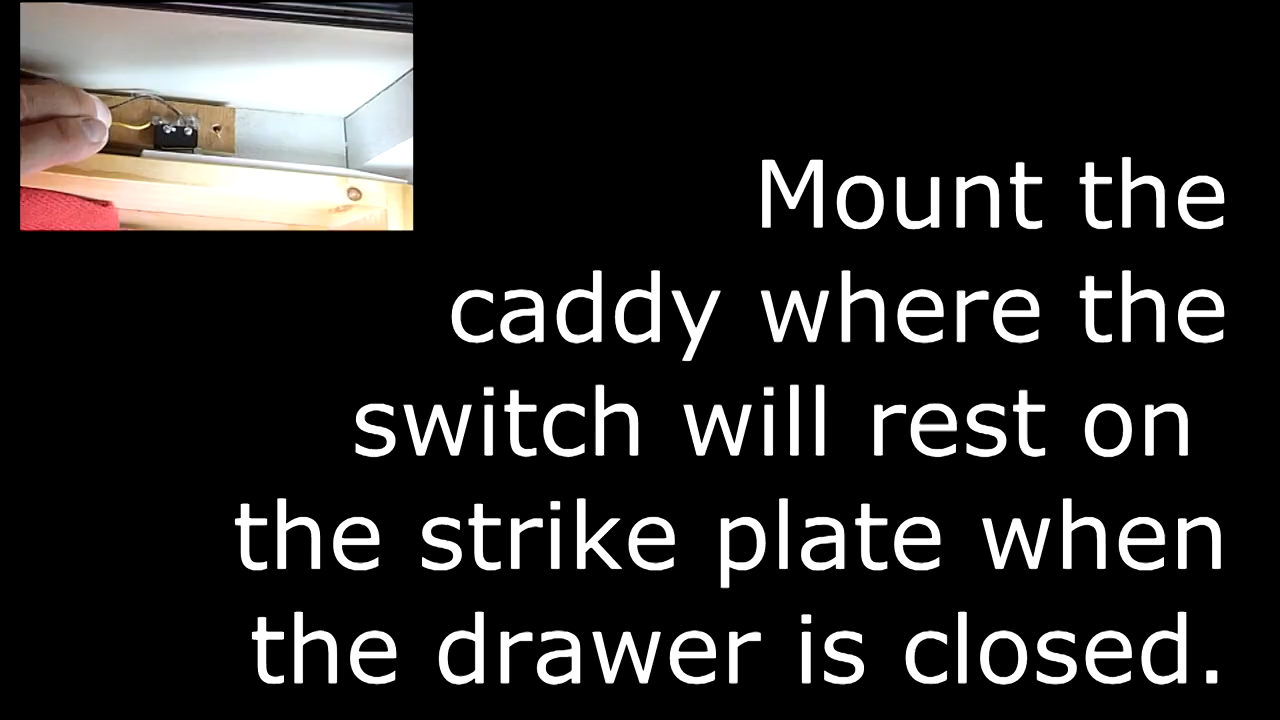 Mount the
caddy where the
switch will rest on
the strike plate when
the drawer is closed.